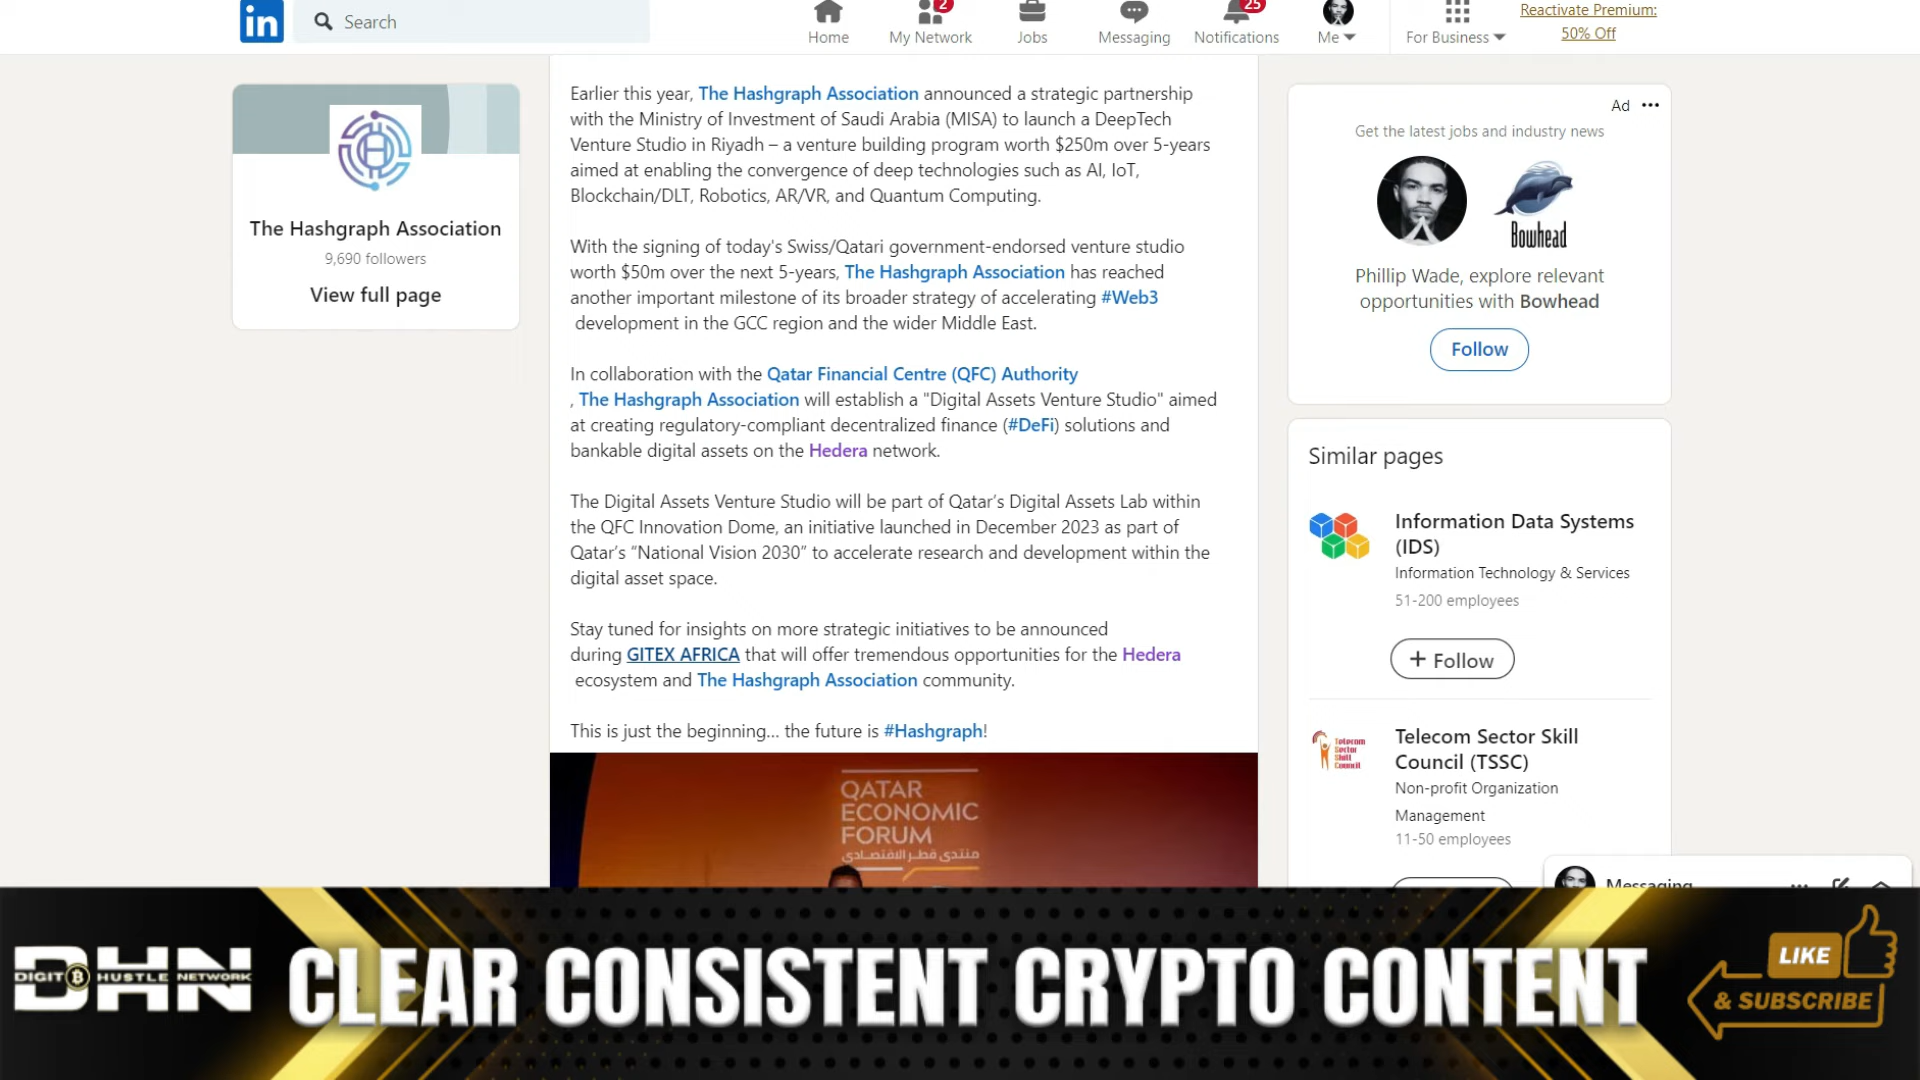 Search
Home
2
My Network
Jobs
Messaging
25
Notifications
Me
For Business
Reactivate Premium:
50% Off
The Hashgraph Association
9,690 followers
View full page
Earlier this year, The Hashgraph Association announced a strategic partnership
with the Ministry of Investment of Saudi Arabia (MISA) to launch a DeepTech
Venture Studio in Riyadh – a venture building program worth $250m over 5-years
aimed at enabling the convergence of deep technologies such as AI, IoT,
Blockchain/DLT, Robotics, AR/VR, and Quantum Computing.
With the signing of today's Swiss/Qatari government-endorsed venture studio
worth $50m over the next 5-years, The Hashgraph Association has reached
another important milestone of its broader strategy of accelerating #Web3
development in the GCC region and the wider Middle East.
In collaboration with the Qatar Financial Centre (QFC) Authority
, The Hashgraph Association will establish a "Digital Assets Venture Studio" aimed
at creating regulatory-compliant decentralized finance (#DeFi) solutions and
bankable digital assets on the Hedera network.
The Digital Assets Venture Studio will be part of Qatar’s Digital Assets Lab within
the QFC Innovation Dome, an initiative launched in December 2023 as part of
Qatar’s “National Vision 2030” to accelerate research and development within the
digital asset space.
Stay tuned for insights on more strategic initiatives to be announced
during GITEX AFRICA that will offer tremendous opportunities for the Hedera
ecosystem and The Hashgraph Association community.
This is just the beginning... the future is #Hashgraph!
QATAR
ECONOMIC
FORUM
منتدى قطر الاقتصادي
Ad
Get the latest jobs and industry news
Bowhead
Phillip Wade, explore relevant
opportunities with Bowhead
Follow
Similar pages
Information Data Systems
(IDS)
Information Technology & Services
51-200 employees
+ Follow
Telecom
Sector
Skill
Council
Telecom Sector Skill
Council (TSSC)
Non-profit Organization
Management
11-50 employees
Messaging
in
DHN
DIGIT HUSTLE NETWORK
CLEAR CONSISTENT CRYPTO CONTENT
LIKE
& SUBSCRIBE